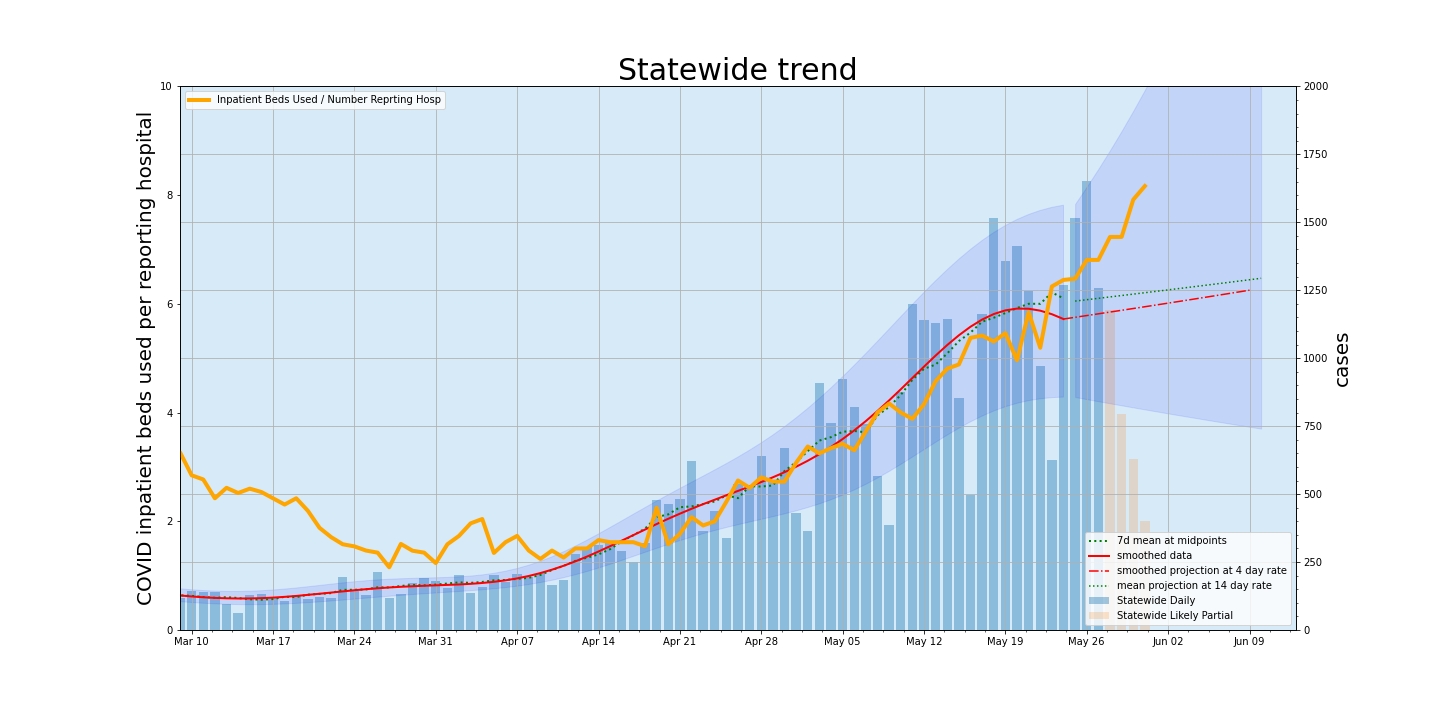 Statewide trend
Inpatient Beds Used / Number Reprting Hosp
COVID inpatient beds used per reporting hospital
10
8
6
4
2
0
2000
1750
1500
1250
1000
750
500
250
0
cases
7d mean at midpoints
smoothed data
smoothed projection at 4 day rate
mean projection at 14 day rate
Statewide Daily
Statewide Likely Partial
Mar 10 Mar 17 Mar 24 Mar 31 Apr 07 Apr 14 Apr 21 Apr 28 May 05 May 12 May 19 May 26 Jun 02 Jun 09